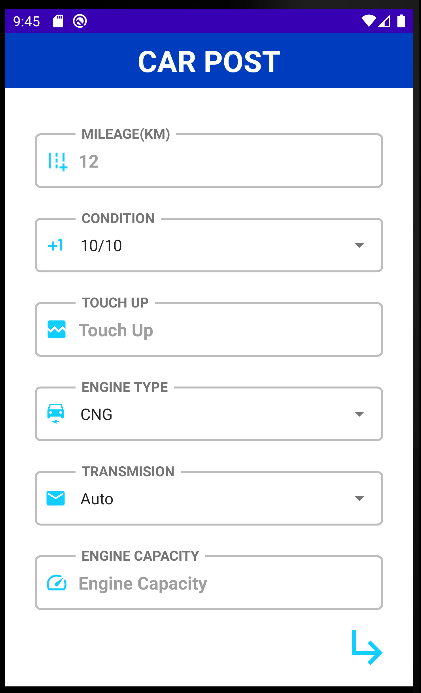 9:45
CAR POST
MILEAGE(KM)
12
CONDITION
+1 10/10
TOUCH UP
Touch Up
ENGINE TYPE
CNG
TRANSMISION
Auto
ENGINE CAPACITY
Engine Capacity